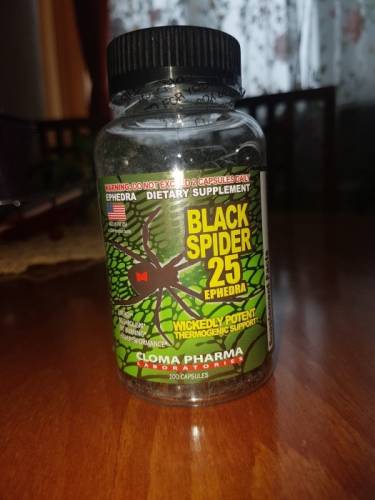 WARNING: DO NOT EXCEED 2 CAPSULES DAILY
EPHEDRA DIETARY SUPPLEMENT
BLACK
SPIDER
25
EPHEDRA
WICKEDLY POTENT
THERMOGENIC SUPPORT
CLOMA PHARMA
LABORATORIES
100 CAPSULES